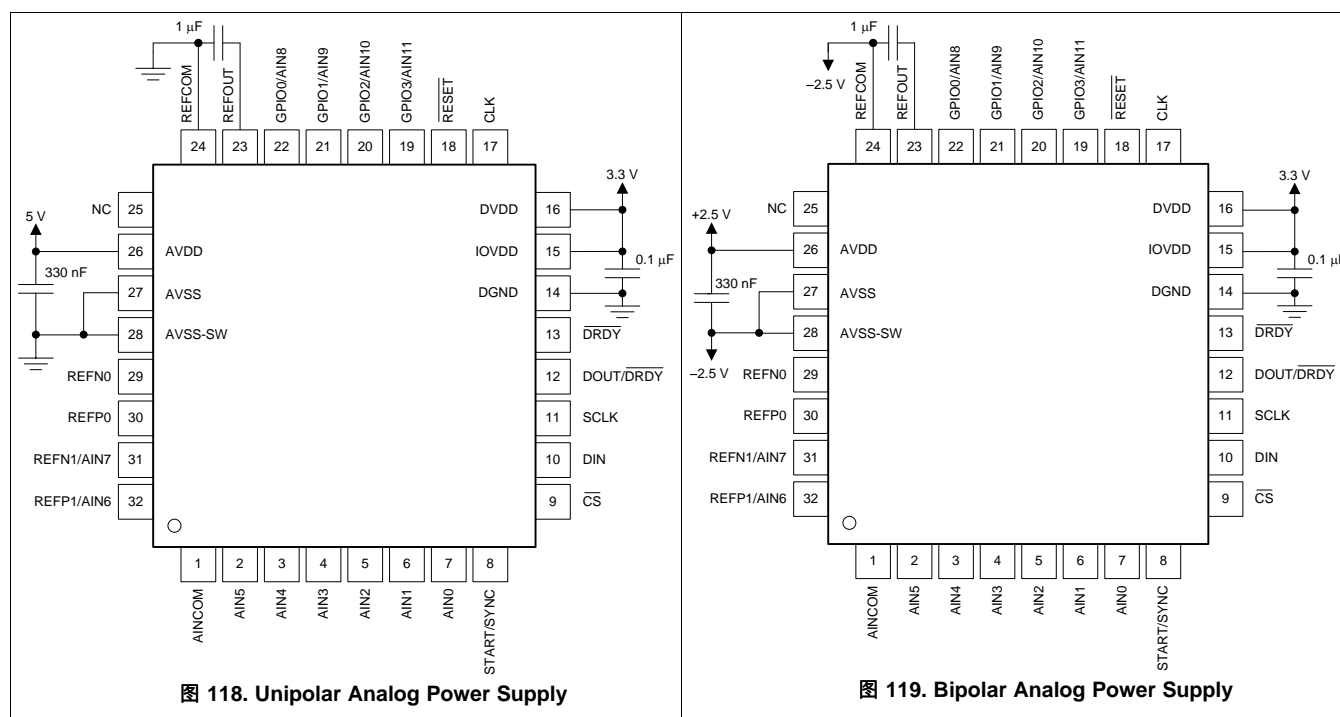 1 μF
REFCOM
REFOUT
GPIO0/AIN8
GPIO1/AIN9
GPIO2/AIN10
GPIO3/AIN11
RESET
CLK
24
23
22
21
20
19
18
17
5 V
330 nF
NC
25
26
AVDD
27
AVSS
28
AVSS-SW
REFN0
29
REFP0
30
REFN1/AIN7
31
REFP1/AIN6
32
3.3 V
DVDD
16
IOVDD
15
0.1 μF
DGND
14
13
DRDY
12
DOUT/DRDY
11
SCLK
10
DIN
9
CS
1
2
3
4
5
6
7
8
AINCOM
AIN5
AIN4
AIN3
AIN2
AIN1
AIN0
START/SYNC
图 118. Unipolar Analog Power Supply
1 μF
–2.5 V
REFCOM
REFOUT
GPIO0/AIN8
GPIO1/AIN9
GPIO2/AIN10
GPIO3/AIN11
RESET
CLK
24
23
22
21
20
19
18
17
+2.5 V
330 nF
–2.5 V
NC
25
26
AVDD
27
AVSS
28
AVSS-SW
REFN0
29
REFP0
30
REFN1/AIN7
31
REFP1/AIN6
32
3.3 V
DVDD
16
IOVDD
15
0.1 μF
DGND
14
13
DRDY
12
DOUT/DRDY
11
SCLK
10
DIN
9
CS
1
2
3
4
5
6
7
8
AINCOM
AIN5
AIN4
AIN3
AIN2
AIN1
AIN0
START/SYNC
图 119. Bipolar Analog Power Supply